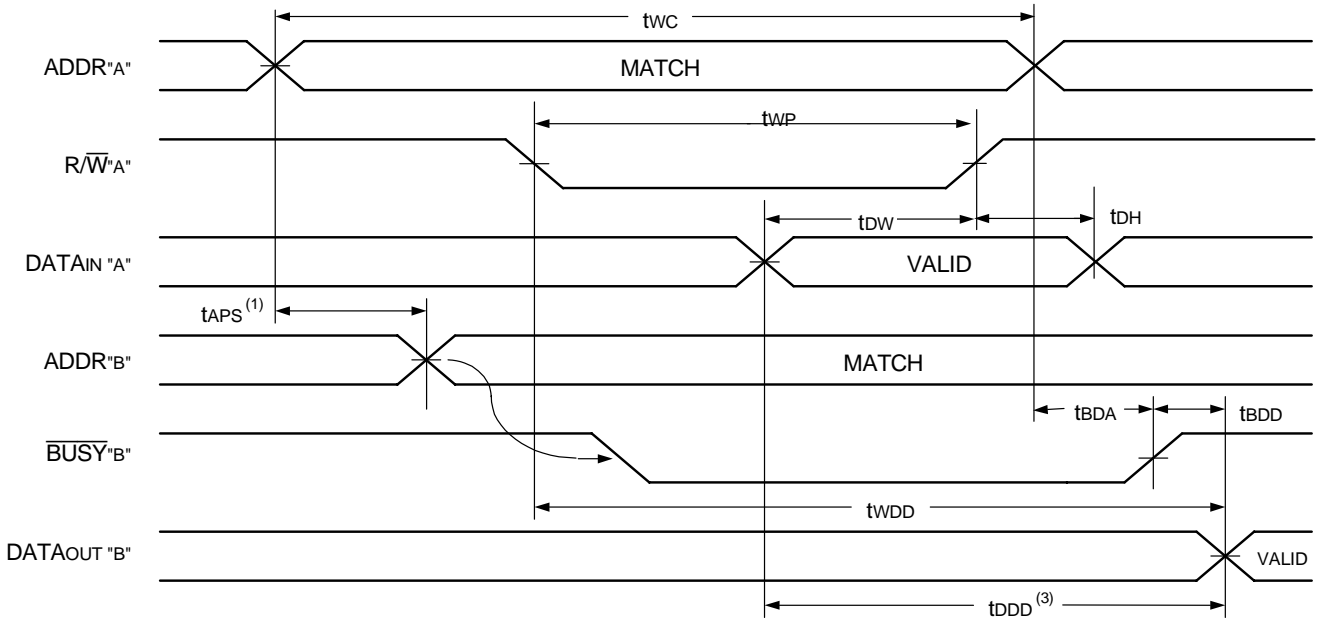 tWC
ADDR"A"
MATCH
tWP
R/W̅"A"
tDW
tDH
DATAIN "A"
VALID
tAPS (1)
ADDR"B"
MATCH
tBDA
tBDD
B̅U̅S̅Y̅"B"
tWDD
DATAOUT "B"
VALID
tDDD (3)